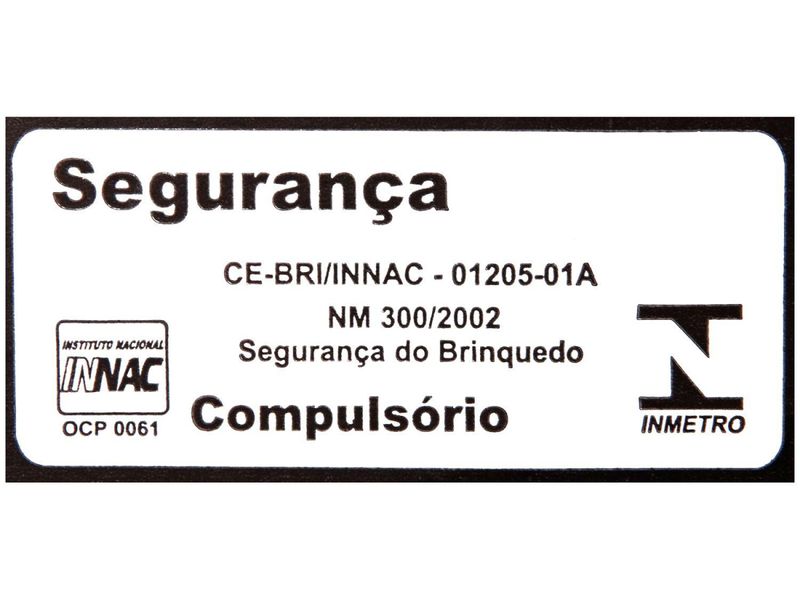 Segurança
CE-BRI/INNAC - 01205-01A
NM 300/2002
Segurança do Brinquedo
Compulsório
INSTITUTO NACIONAL
INNAC
OCP 0061
INMETRO